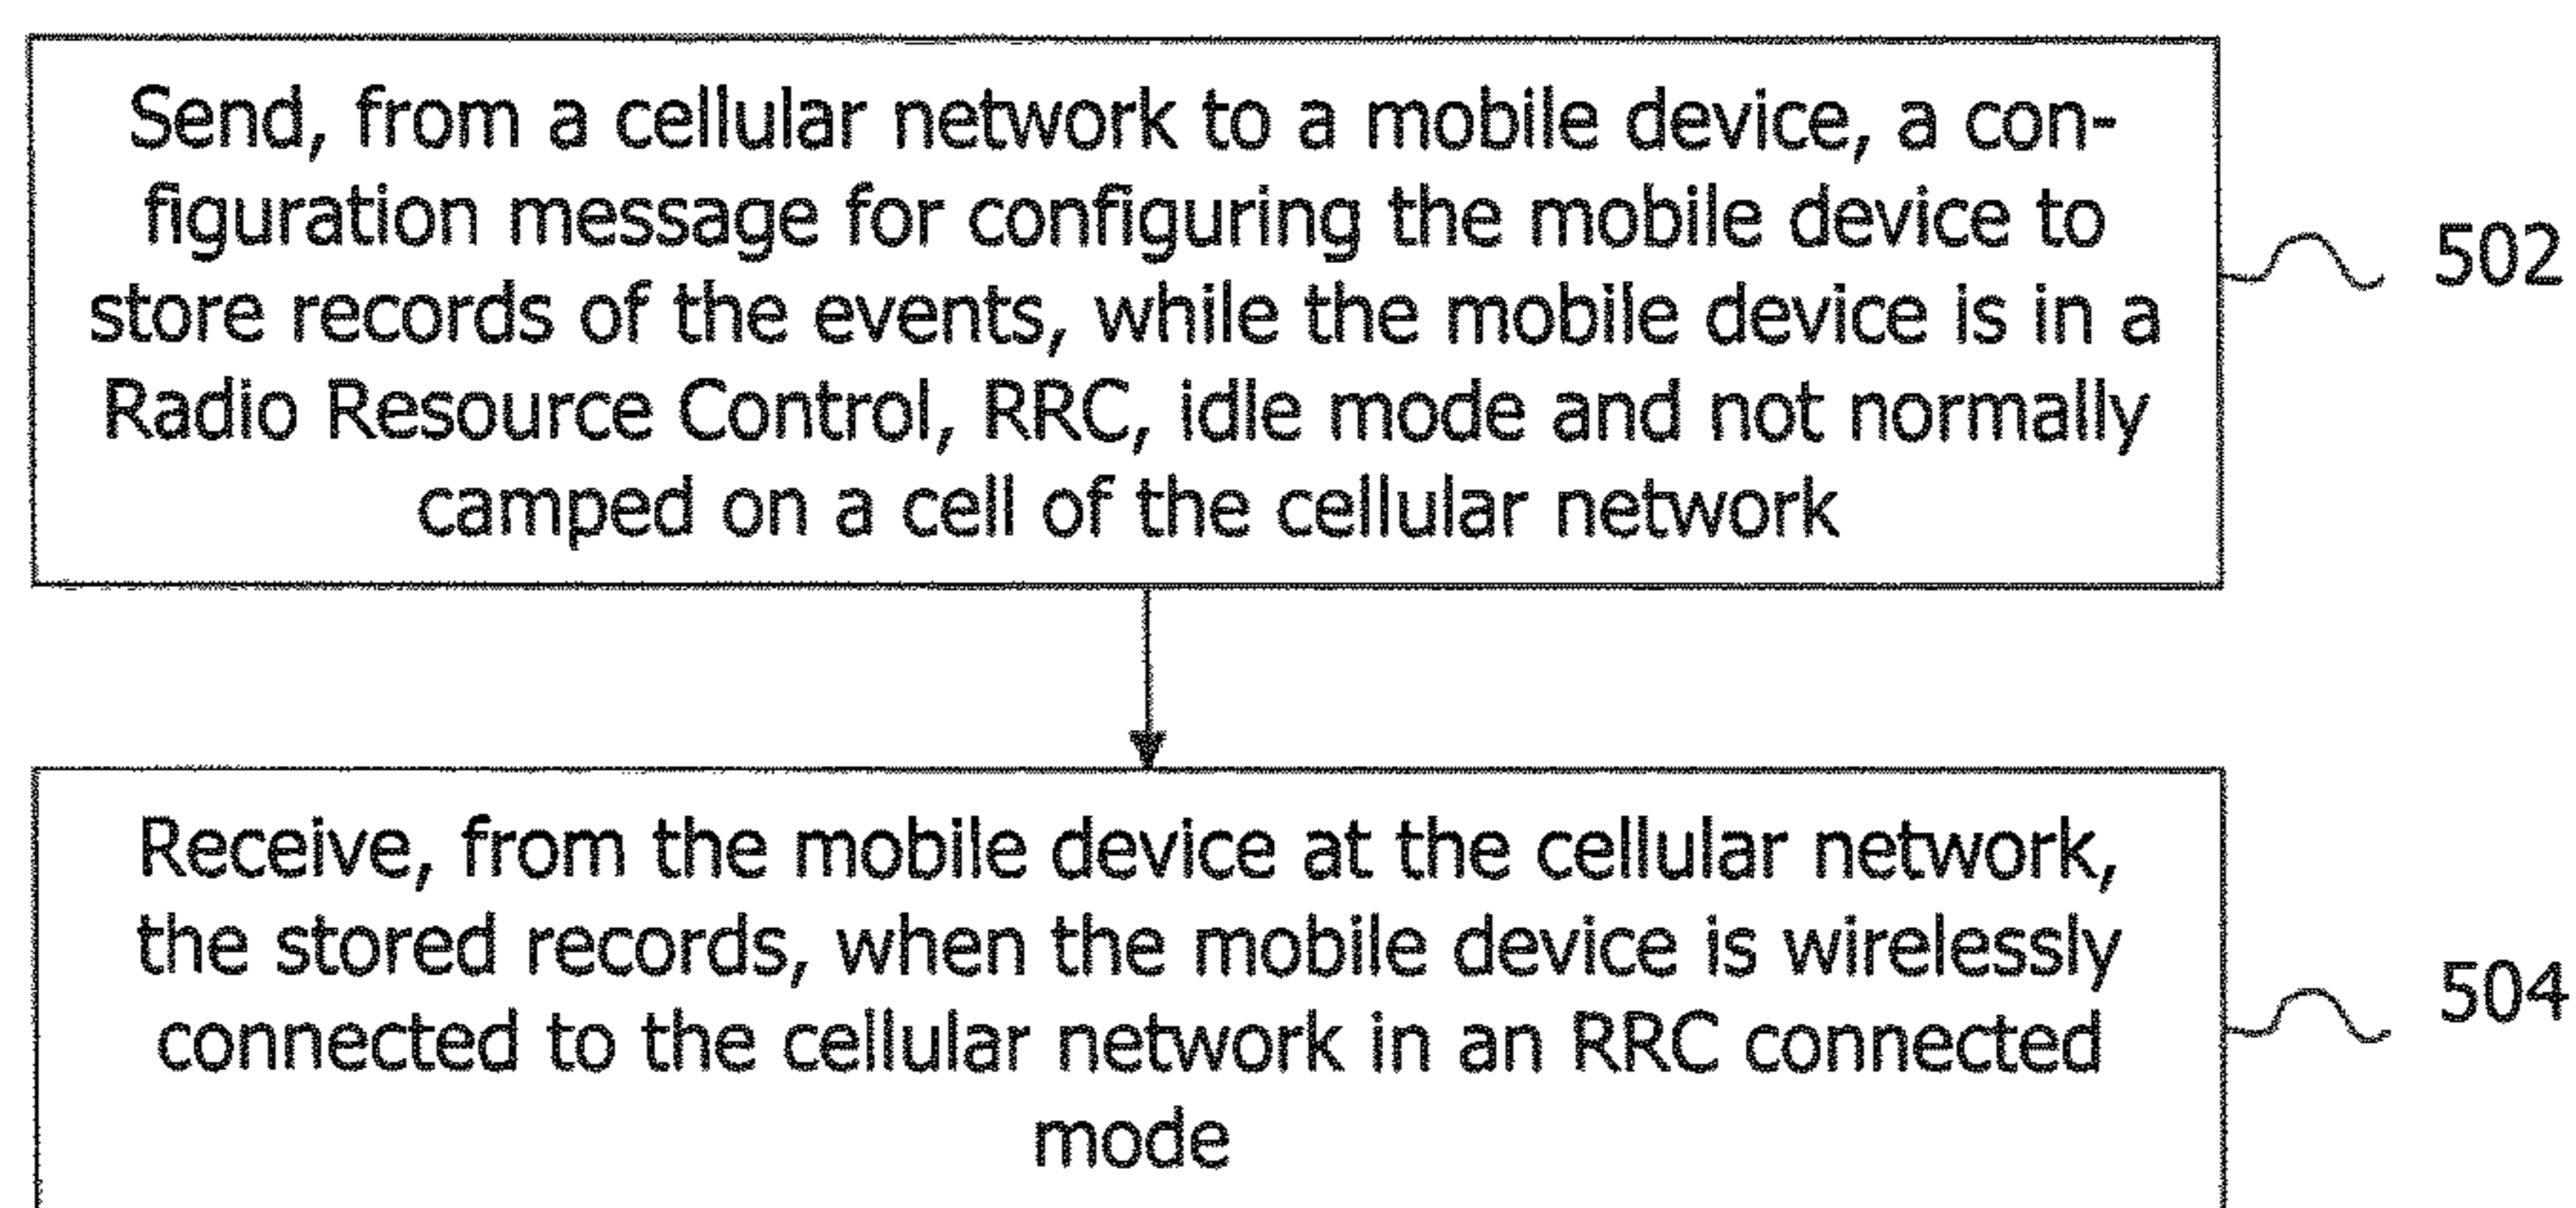 Send, from a cellular network to a mobile device, a con-
figuration message for configuring the mobile device to
store records of the events, while the mobile device is in a
Radio Resource Control, RRC, idle mode and not normally
camped on a cell of the cellular network
502
Receive, from the mobile device at the cellular network,
the stored records, when the mobile device is wirelessly
connected to the cellular network in an RRC connected
mode
504